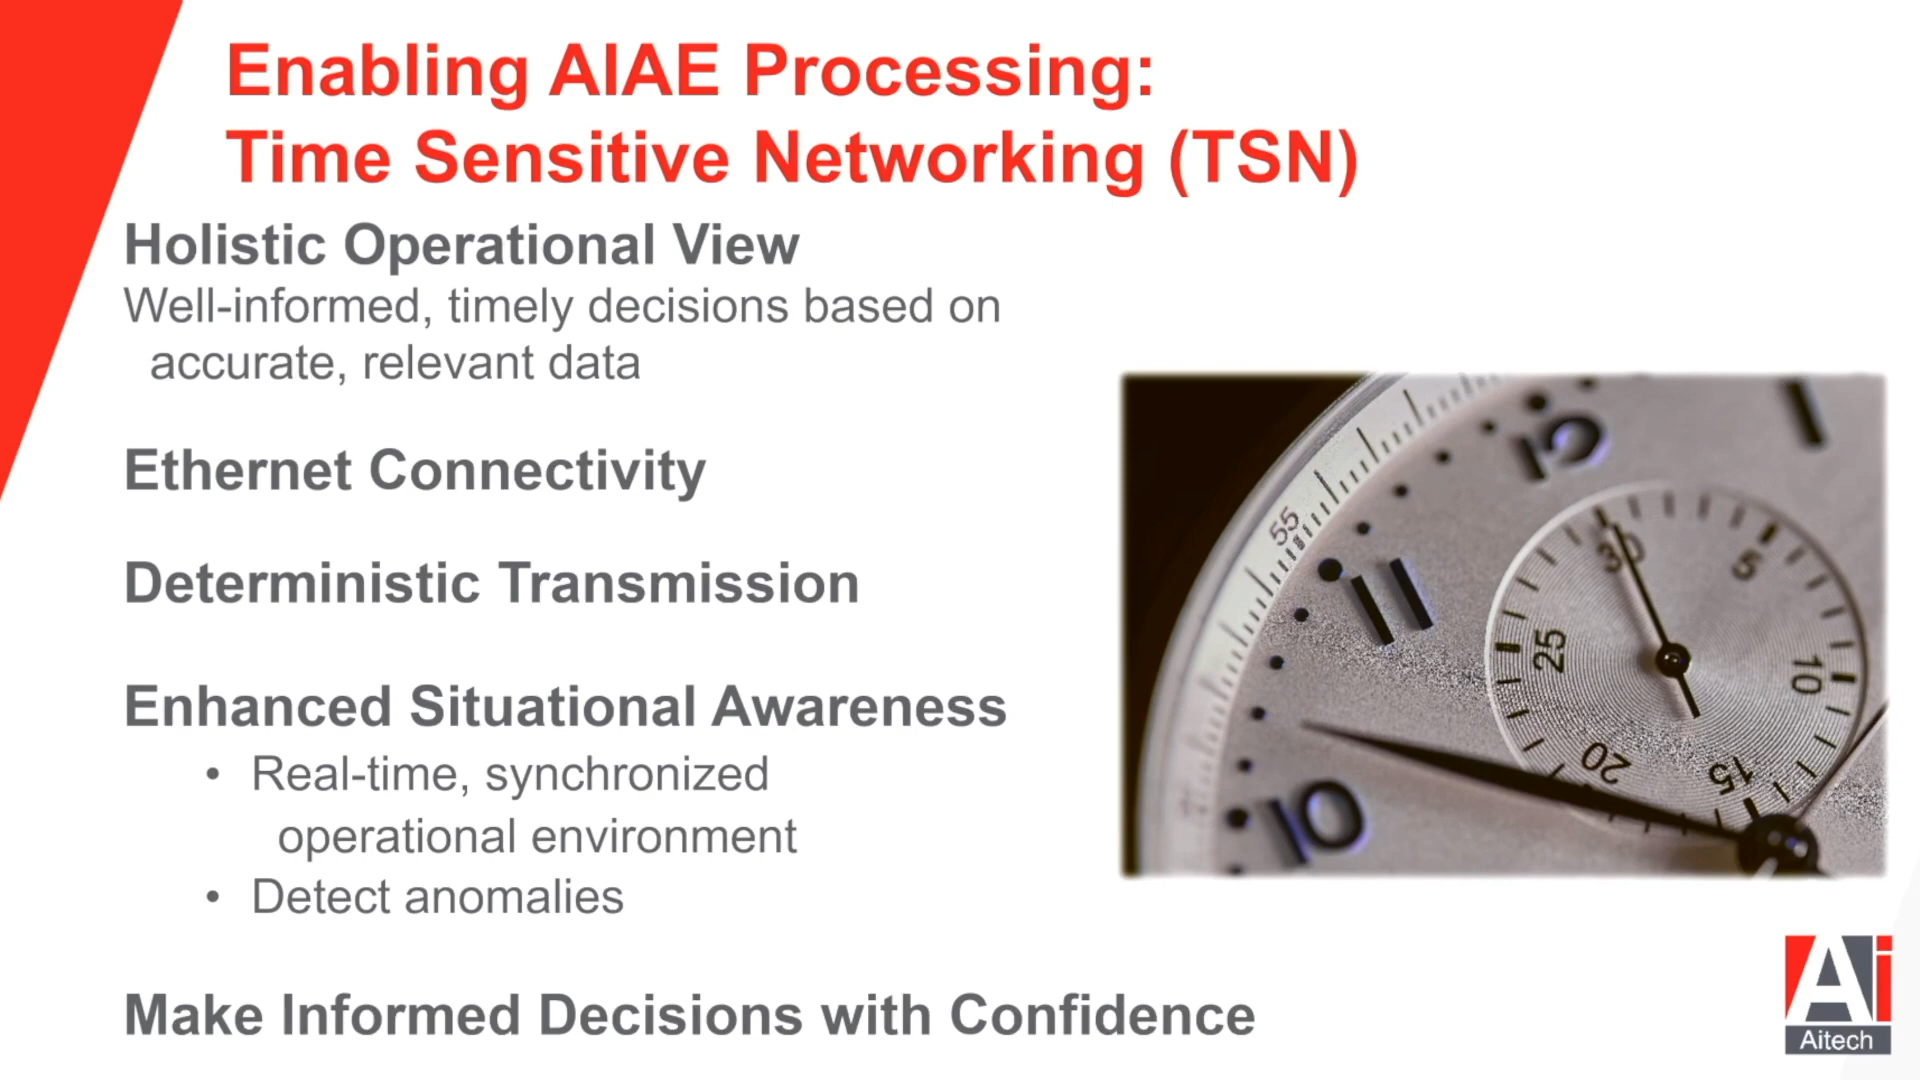 Enabling AIAE Processing:
Time Sensitive Networking (TSN)
Holistic Operational View
Well-informed, timely decisions based on
accurate, relevant data
Ethernet Connectivity
Deterministic Transmission
Enhanced Situational Awareness
• Real-time, synchronized
operational environment
• Detect anomalies
Make Informed Decisions with Confidence
55
12
11
10
30
5
10
15
20
25
Ai
Aitech